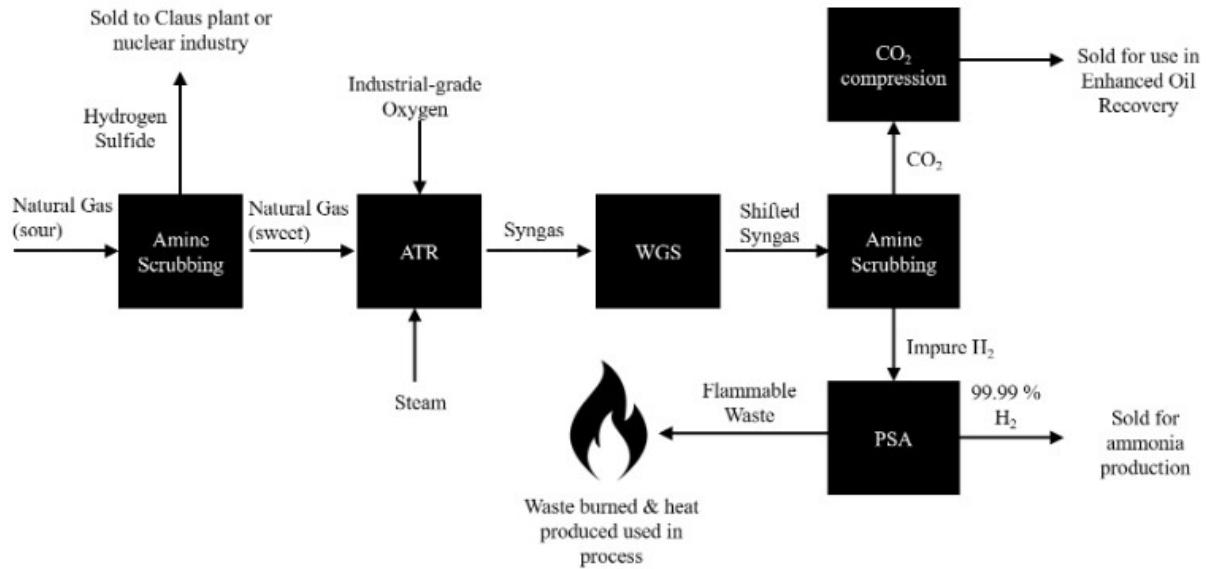 Sold to Claus plant or
nuclear industry
Hydrogen
Sulfide
Industrial-grade
Oxygen
CO₂
compression
Sold for use in
Enhanced Oil
Recovery
CO₂
Natural Gas
(sour)
Amine
Scrubbing
Natural Gas
(sweet)
ATR
Syngas
WGS
Shifted
Syngas
Amine
Scrubbing
Steam
Impure H₂
Flammable
Waste
PSA
99.99 %
H₂
Sold for
ammonia
production
Waste burned & heat
produced used in
process